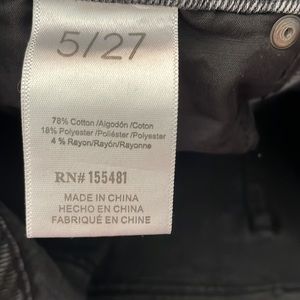 5/27
78% Cotton /Algodón /Coton
18% Polyester /Poliéster /Polyester
4 % Rayon/Rayón/Rayonne
RN# 155481
MADE IN CHINA
HECHO EN CHINA
FABRIQUÉ EN CHINE